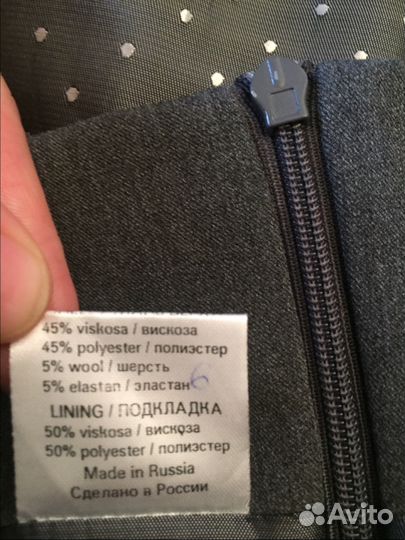 45% viskosa / вискоза
45% polyester / полиэстер
5% wool / шерсть
5% elastan / эластан 6
LINING / ПОДКЛАДКА
50% viskosa / вискоза
50% polyester / полиэстер
Made in Russia
Сделано в России
Avito